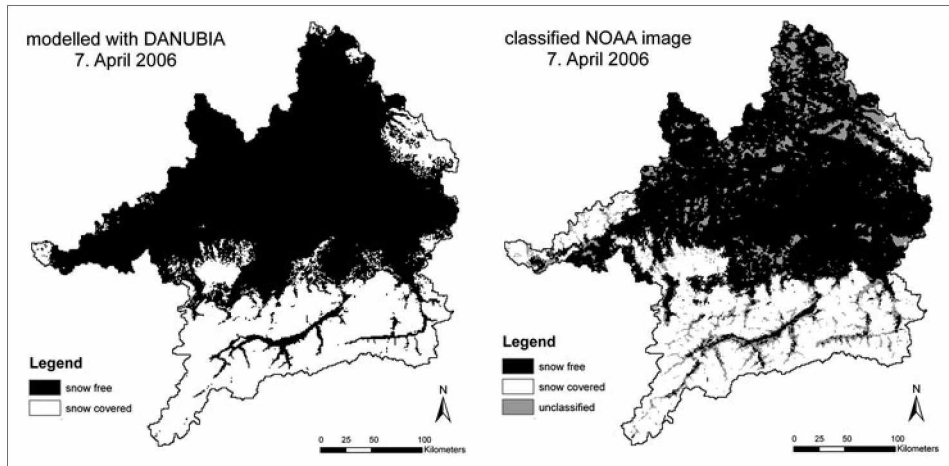 modelled with DANUBIA
7. April 2006
Legend
snow free
snow covered
N
0 25 50 100
Kilometers
classified NOAA image
7. April 2006
Legend
snow free
snow covered
unclassified
N
0 25 50 100
Kilometers